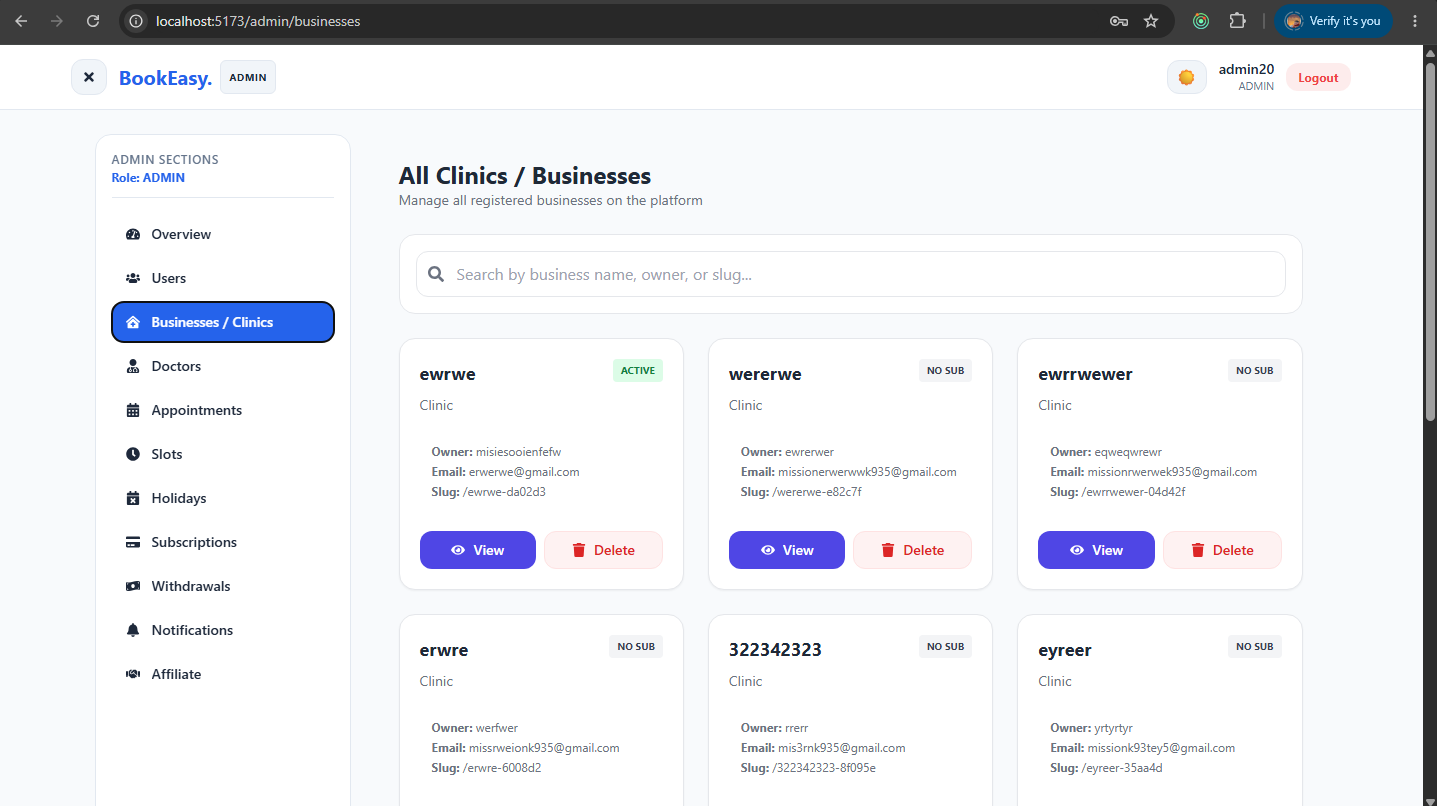 localhost:5173/admin/businesses
Verify it's you
BookEasy.
ADMIN
admin20
ADMIN
Logout
ADMIN SECTIONS
Role: ADMIN
Overview
Users
Businesses / Clinics
Doctors
Appointments
Slots
Holidays
Subscriptions
Withdrawals
Notifications
Affiliate
All Clinics / Businesses
Manage all registered businesses on the platform
Search by business name, owner, or slug...
ewrwe
ACTIVE
Clinic
Owner: misiesooienfefw
Email: erwerwe@gmail.com
Slug: /ewrwe-da02d3
View
Delete
wererwe
NO SUB
Clinic
Owner: ewrerwer
Email: missionerwerwwk935@gmail.com
Slug: /wererwe-e82c7f
View
Delete
ewrrwewer
NO SUB
Clinic
Owner: eqweqwrewr
Email: missionrwerwek935@gmail.com
Slug: /ewrrwewer-04d42f
View
Delete
erwre
NO SUB
Clinic
Owner: werfwer
Email: missrweionk935@gmail.com
Slug: /erwre-6008d2
322342323
NO SUB
Clinic
Owner: rrerr
Email: mis3rnk935@gmail.com
Slug: /322342323-8f095e
eyreer
NO SUB
Clinic
Owner: yrtyrtyr
Email: missionk93tey5@gmail.com
Slug: /eyreer-35aa4d